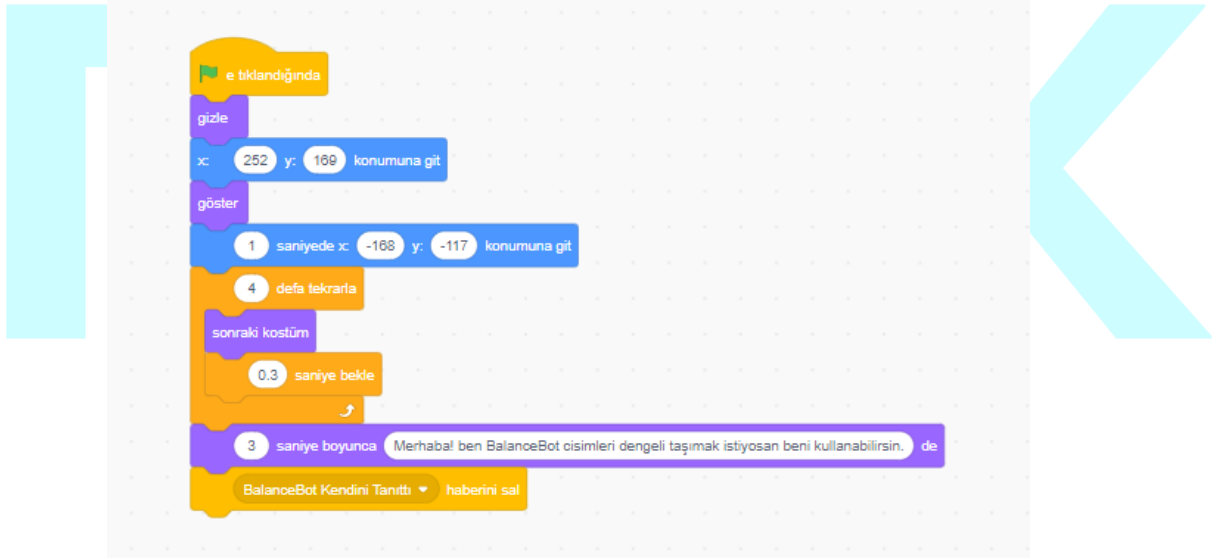 e tıklandığında
gizle
x: 252 y: 169 konumuna git
göster
1 saniyede x: -168 y: -117 konumuna git
4 defa tekrarla
sonraki kostüm
0.3 saniye bekle
3 saniye boyunca Merhaba! ben BalanceBot cisimleri dengeli taşımak istiyosan beni kullanabilirsin. de
BalanceBot Kendini Tanıttı haberini sal